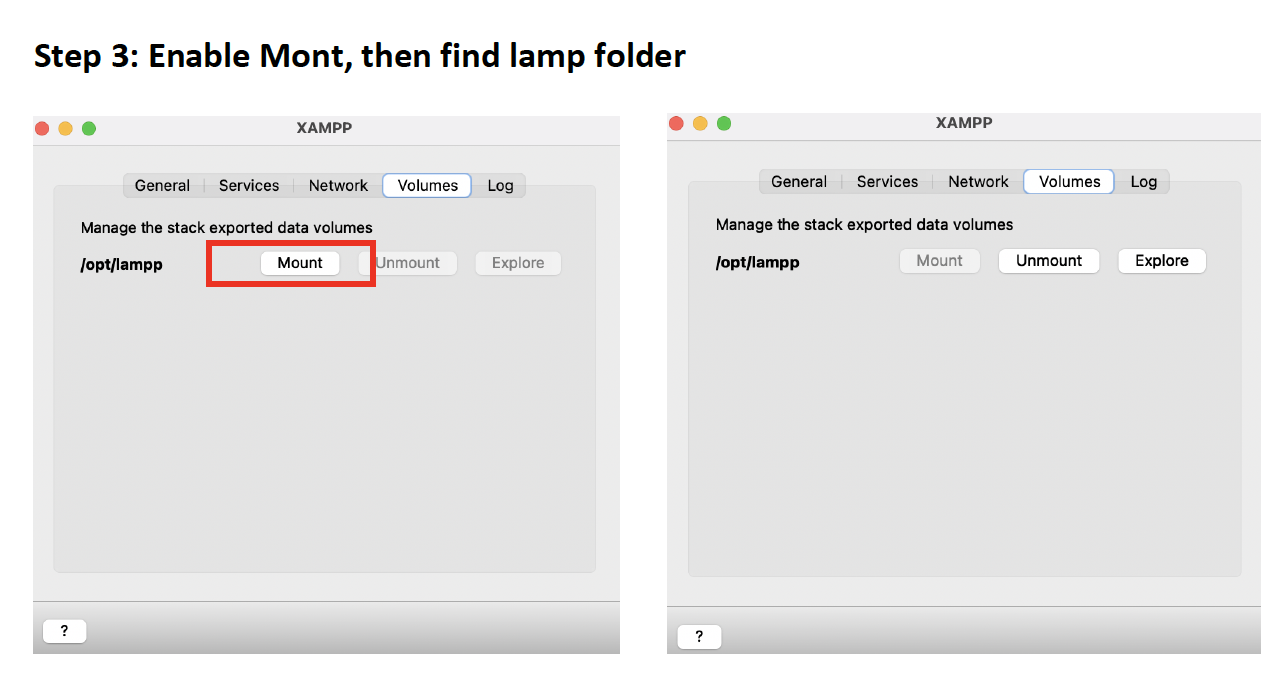 Step 3: Enable Mont, then find lamp folder
XAMPP
General Services Network Volumes Log
Manage the stack exported data volumes
/opt/lampp Mount Unmount Explore
?
XAMPP
General Services Network Volumes Log
Manage the stack exported data volumes
/opt/lampp Mount Unmount Explore
?